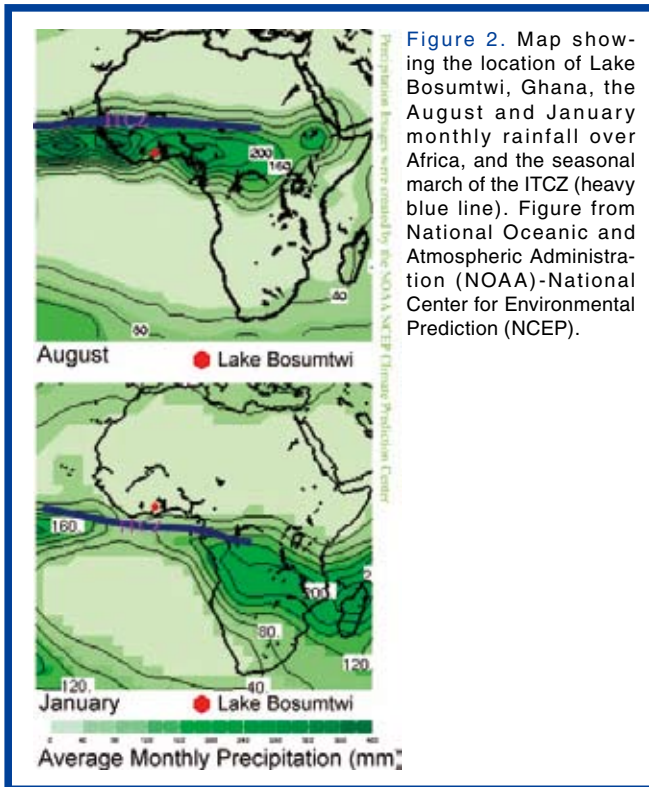 Figure 2. Map show-
ing the location of Lake
Bosumtwi, Ghana, the
August and January
monthly rainfall over
Africa, and the seasonal
march of the ITCZ (heavy
blue line). Figure from
National Oceanic and
Atmospheric Administra-
tion (NOAA)-National
Center for Environmental
Prediction (NCEP).
Precipitation Images were created by the NOAA NCEP Climate Prediction Center
ITCZ
200
160
40
80
August
Lake Bosumtwi
ITCZ
160.
200.
80.
120.
120.
40.
January
Lake Bosumtwi
Average Monthly Precipitation (mm)